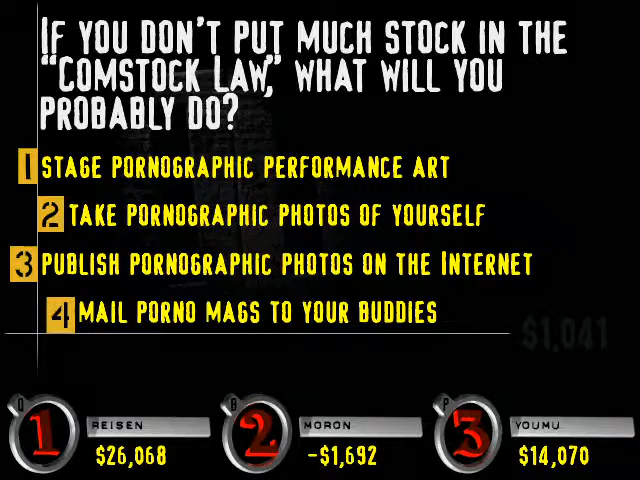 If you don't put much stock in the
"Comstock Law," what will you
probably do?
1 Stage pornographic performance art
2 Take pornographic photos of yourself
3 Publish pornographic photos on the Internet
4 Mail porno mags to your buddies
$1,041
Q B P
1 REISEN 2 MORON 3 YOUMU
$26,068 -$1,692 $14,070